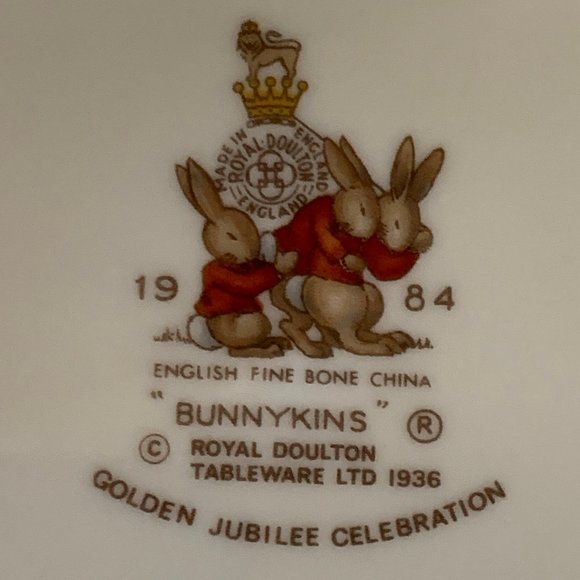 MADE IN ENGLAND
ROYAL·DOULTON
ENGLAND
19 84
ENGLISH FINE BONE CHINA
"BUNNYKINS" ®
© ROYAL DOULTON
TABLEWARE LTD 1936
GOLDEN JUBILEE CELEBRATION